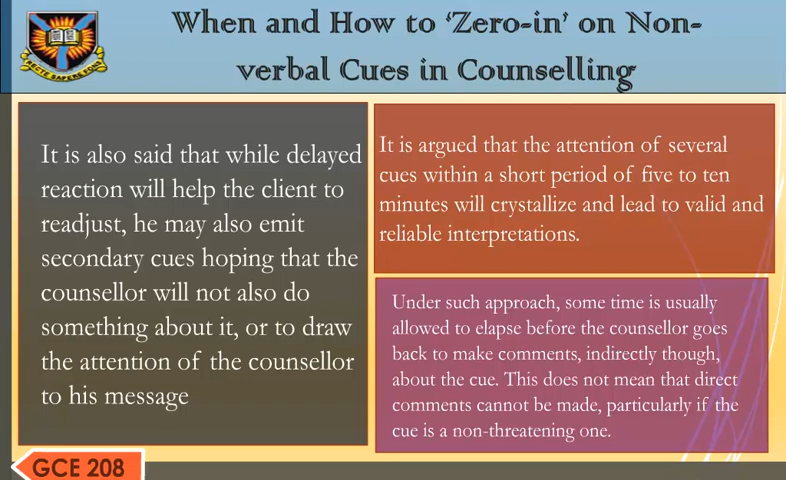 When and How to ‘Zero-in’ on Non-
verbal Cues in Counselling
It is also said that while delayed
reaction will help the client to
readjust, he may also emit
secondary cues hoping that the
counsellor will not also do
something about it, or to draw
the attention of the counsellor
to his message
It is argued that the attention of several
cues within a short period of five to ten
minutes will crystallize and lead to valid and
reliable interpretations.
Under such approach, some time is usually
allowed to elapse before the counsellor goes
back to make comments, indirectly though,
about the cue. This does not mean that direct
comments cannot be made, particularly if the
cue is a non-threatening one.
GCE 208